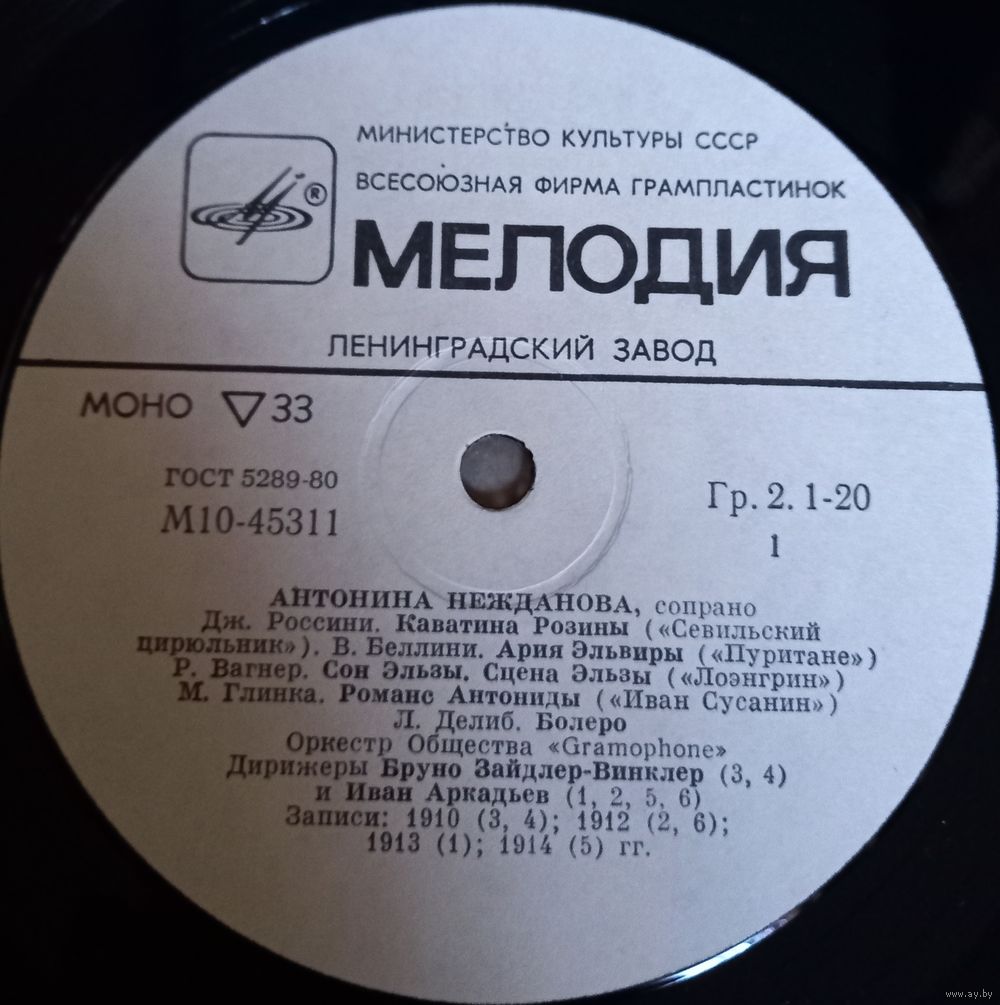 МИНИСТЕРСТВО КУЛЬТУРЫ СССР
ВСЕСОЮЗНАЯ ФИРМА ГРАМПЛАСТИНОК
®
МЕЛОДИЯ
ЛЕНИНГРАДСКИЙ ЗАВОД
МОНО ▽ 33
ГОСТ 5289-80
М10-45311
Гр. 2. 1-20
1
АНТОНИНА НЕЖДАНОВА, сопрано
Дж. Россини. Каватина Розины («Севильский
цирюльник»). В. Беллини. Ария Эльвиры («Пуритане»)
Р. Вагнер. Сон Эльзы. Сцена Эльзы («Лоэнгрин»)
М. Глинка. Романс Антониды («Иван Сусанин»)
Л. Делиб. Болеро
Оркестр Общества «Gramophone»
Дирижеры Бруно Зайдлер-Винклер (3, 4)
и Иван Аркадьев (1, 2, 5, 6)
Записи: 1910 (3, 4); 1912 (2, 6);
1913 (1); 1914 (5) гг.
www.ay.by